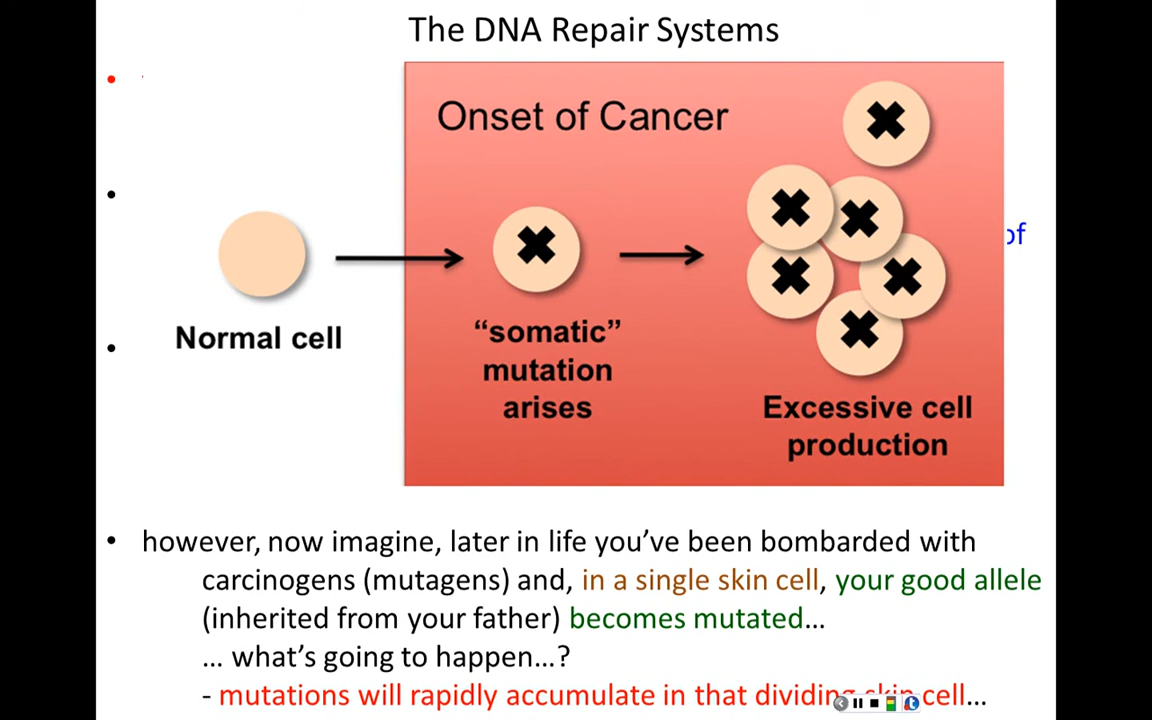 The DNA Repair Systems
Onset of Cancer
of
Normal cell
“somatic”
mutation
arises
Excessive cell
production
• however, now imagine, later in life you’ve been bombarded with
carcinogens (mutagens) and, in a single skin cell, your good allele
(inherited from your father) becomes mutated…
… what’s going to happen…?
- mutations will rapidly accumulate in that dividing skin cell…